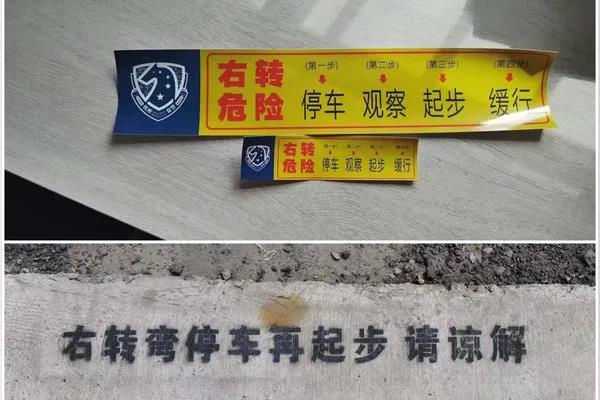 右转危险
(第一步) (第二步) (第三步) (第四步)
停车 观察 起步 缓行
右转危险
停车 观察 起步 缓行
右转弯停车再起步 请谅解